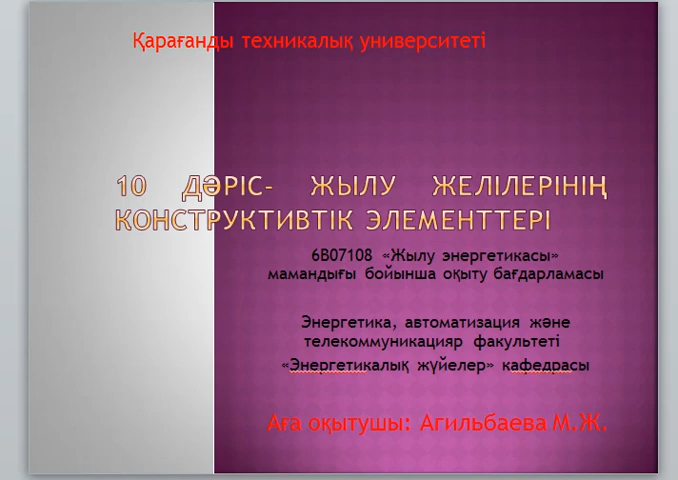 Қарағанды техникалық университеті
10 ДӘРІС- ЖЫЛУ ЖЕЛІЛЕРІНІҢ
КОНСТРУКТИВТІК ЭЛЕМЕНТТЕРІ
6В07108 «Жылу энергетикасы»
мамандығы бойынша оқыту бағдарламасы
Энергетика, автоматизация және
телекоммуникацияр факультеті
«Энергетикалық жүйелер» кафедрасы
Аға оқытушы: Агильбаева М.Ж.